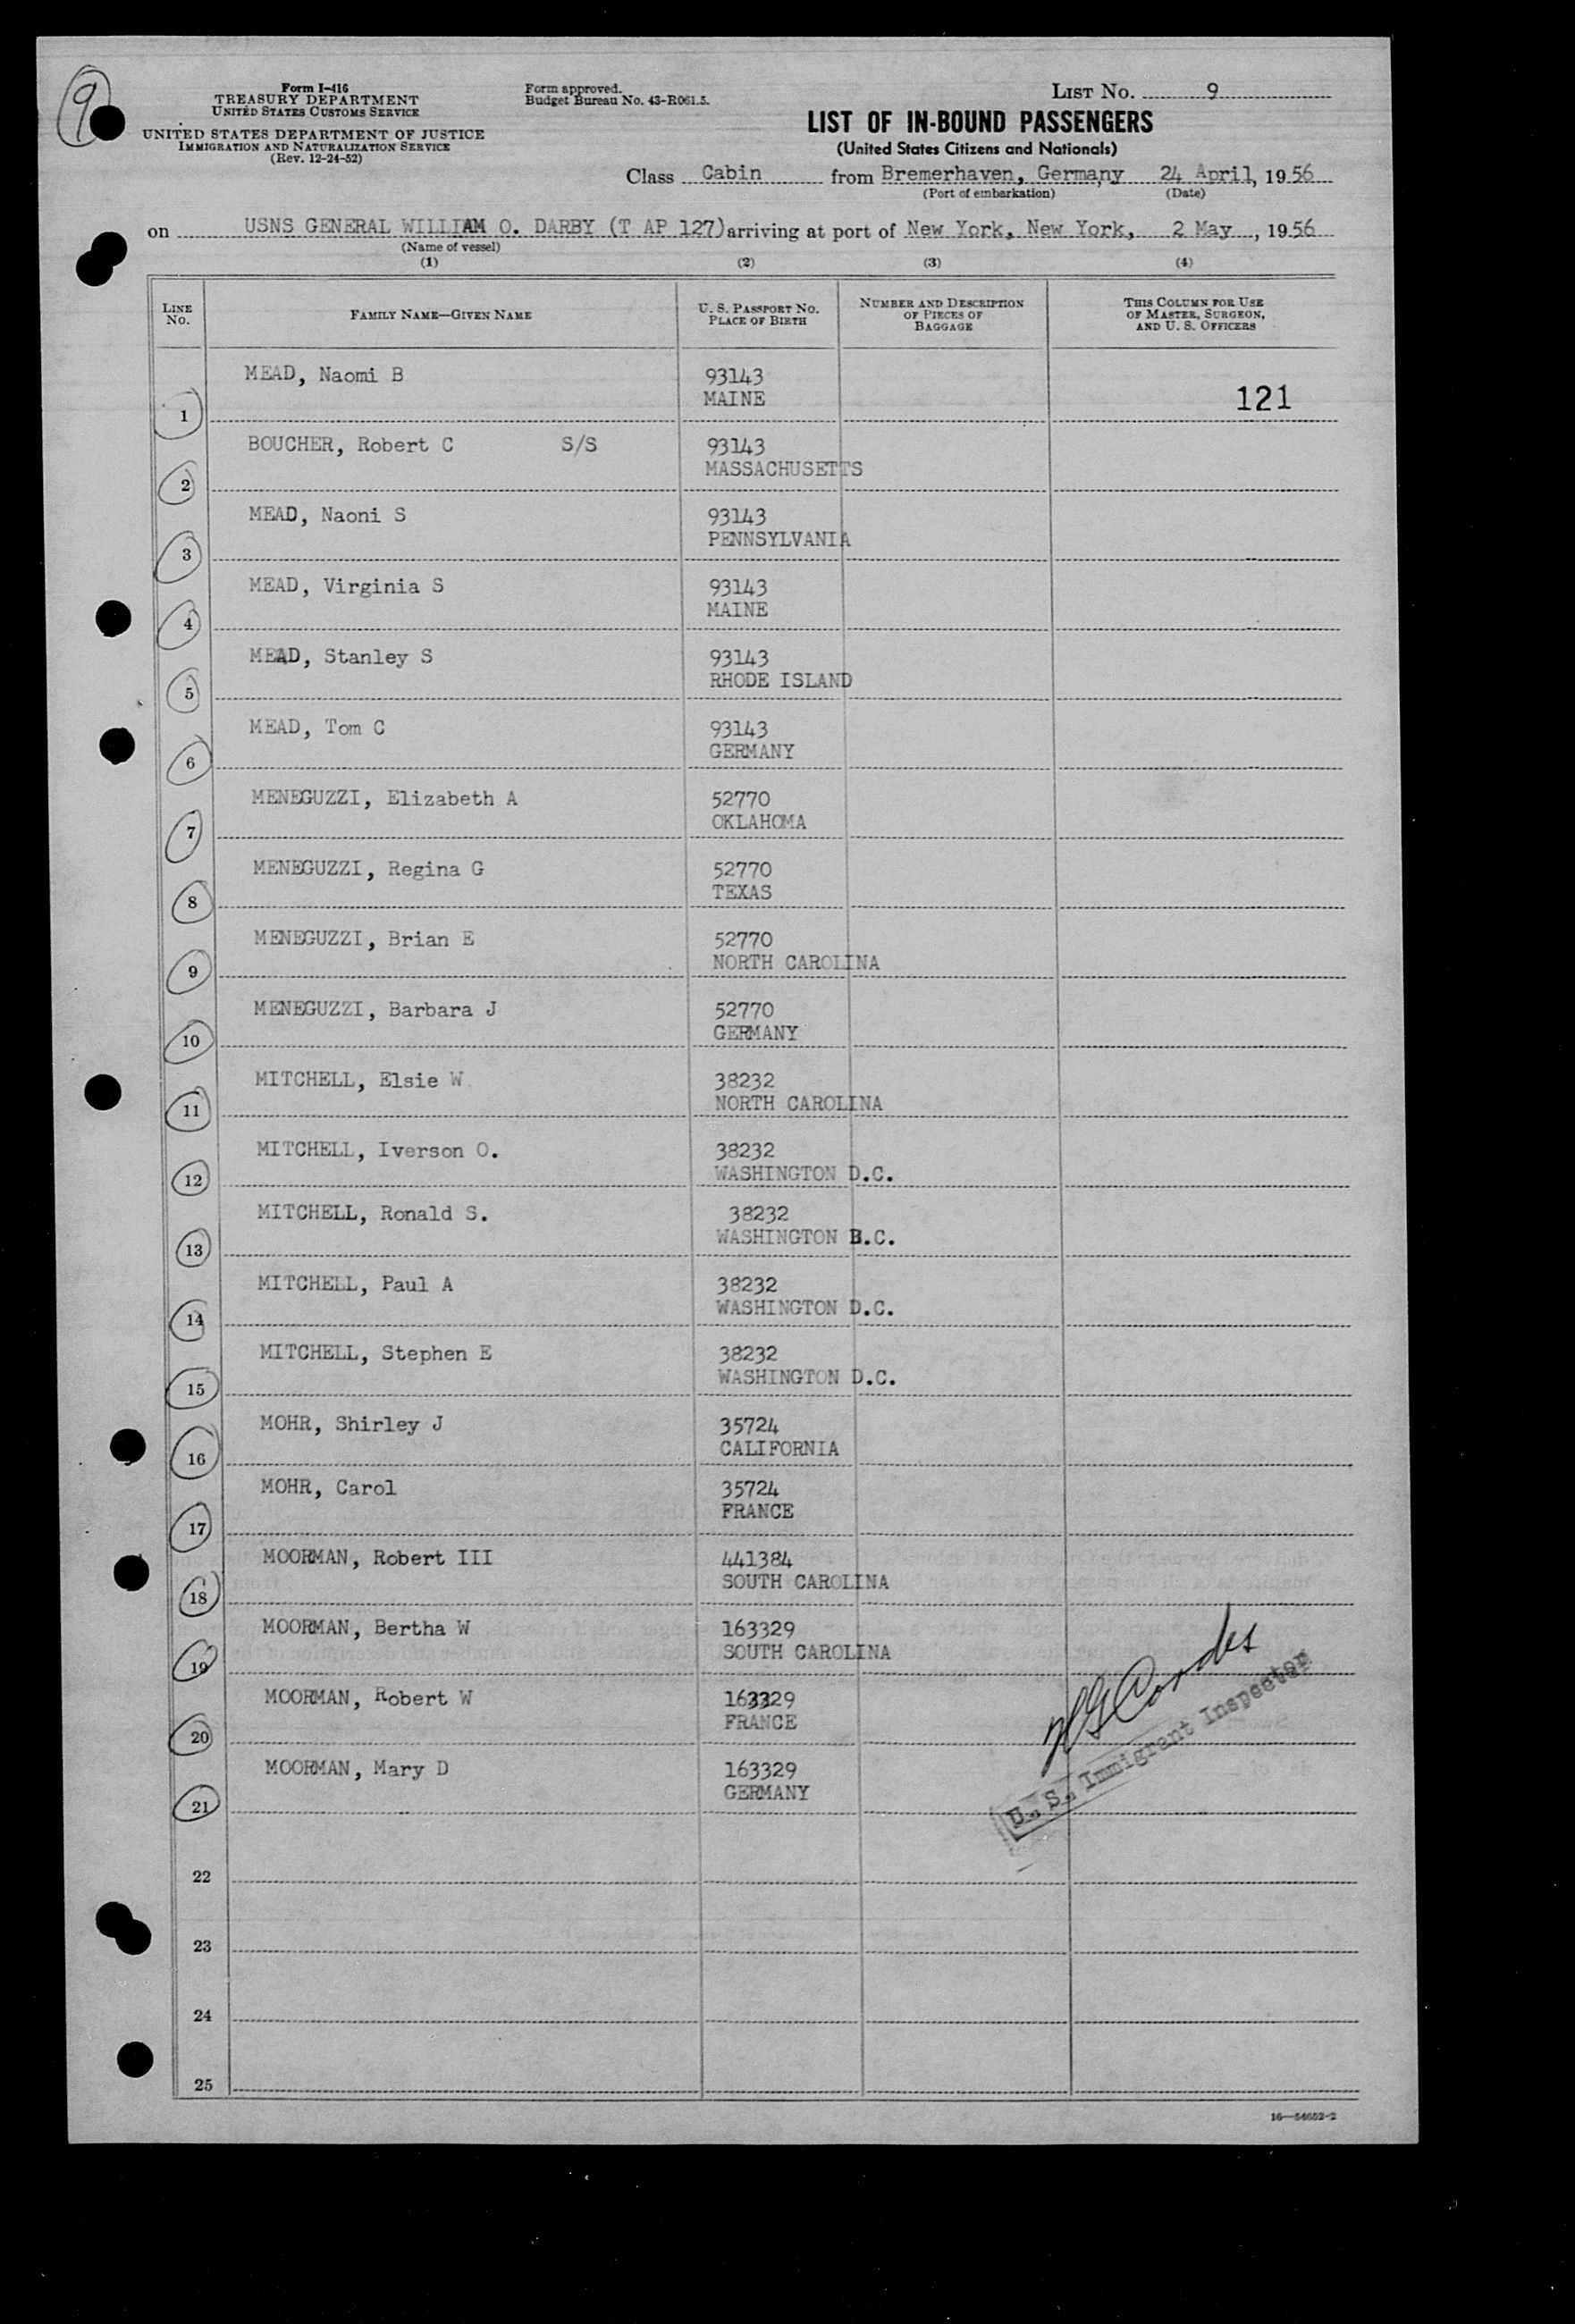 9
Form I-416
TREASURY DEPARTMENT
UNITED STATES CUSTOMS SERVICE
UNITED STATES DEPARTMENT OF JUSTICE
IMMIGRATION AND NATURALIZATION SERVICE
(Rev. 12-24-52)
Form approved.
Budget Bureau No. 43-R061.5.
LIST No. 9
LIST OF IN-BOUND PASSENGERS
(United States Citizens and Nationals)
Class Cabin from Bremerhaven, Germany 24 April, 1956
(Port of embarkation) (Date)
on USNS GENERAL WILLIAM O. DARBY (T AP 127) arriving at port of New York, New York, 2 May, 1956
(Name of vessel)
(1) (2) (3) (4)
LINE No. FAMILY NAME—GIVEN NAME U. S. PASSPORT NO. PLACE OF BIRTH NUMBER AND DESCRIPTION OF PIECES OF BAGGAGE THIS COLUMN FOR USE OF MASTER, SURGEON, AND U. S. OFFICERS
MEAD, Naomi B 93143
1 MAINE 121
BOUCHER, Robert C S/S 93143
2 MASSACHUSETTS
MEAD, Naoni S 93143
3 PENNSYLVANIA
MEAD, Virginia S 93143
4 MAINE
MEAD, Stanley S 93143
5 RHODE ISLAND
MEAD, Tom C 93143
6 GERMANY
MENEGUZZI, Elizabeth A 52770
7 OKLAHOMA
MENEGUZZI, Regina G 52770
8 TEXAS
MENEGUZZI, Brian E 52770
9 NORTH CAROLINA
MENEGUZZI, Barbara J 52770
10 GERMANY
MITCHELL, Elsie W. 38232
11 NORTH CAROLINA
MITCHELL, Iverson O. 38232
12 WASHINGTON D.C.
MITCHELL, Ronald S. 38232
13 WASHINGTON D.C.
MITCHELL, Paul A 38232
14 WASHINGTON D.C.
MITCHELL, Stephen E 38232
15 WASHINGTON D.C.
MOHR, Shirley J 35724
16 CALIFORNIA
MOHR, Carol 35724
17 FRANCE
MOORMAN, Robert III 441384
18 SOUTH CAROLINA
MOORMAN, Bertha W 163329
19 SOUTH CAROLINA
MOORMAN, Robert W 163329
20 FRANCE
MOORMAN, Mary D 163329
21 GERMANY
U. S. Immigrant Inspector
22
23
24
25
16—54652-2